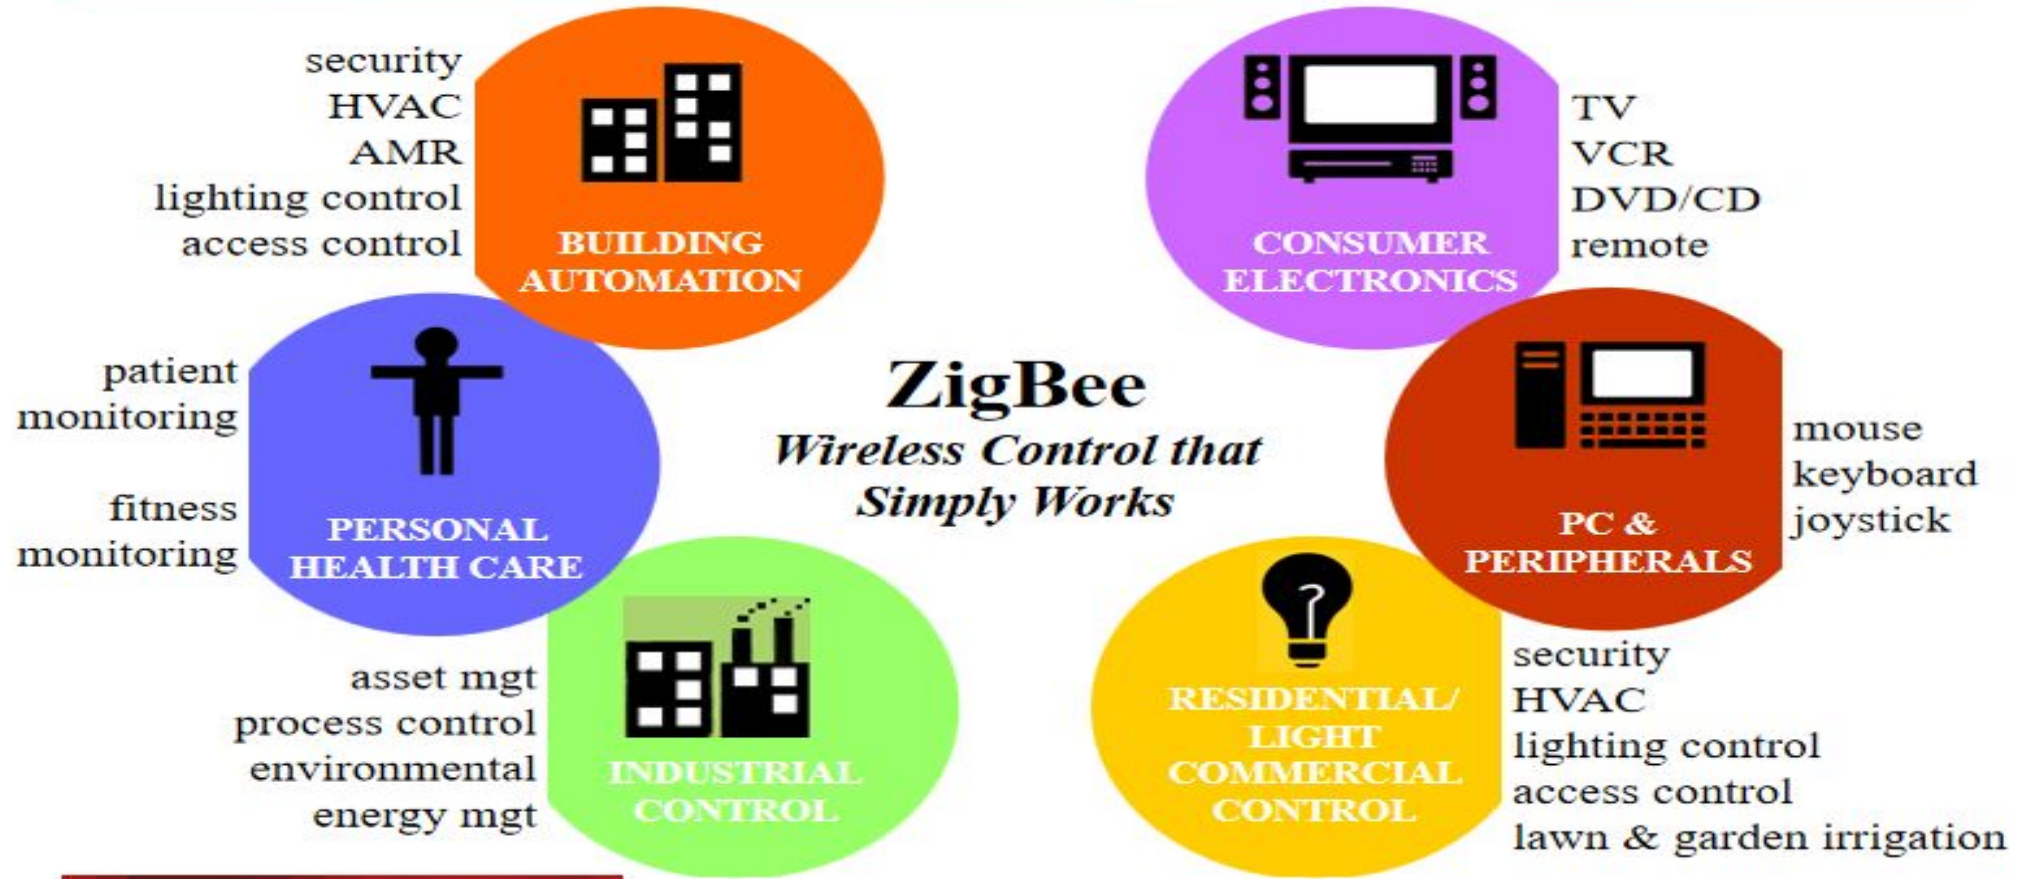 security
HVAC
AMR
lighting control
access control
BUILDING
AUTOMATION
CONSUMER
ELECTRONICS
TV
VCR
DVD/CD
remote
patient
monitoring
fitness
monitoring
PERSONAL
HEALTH CARE
ZigBee
Wireless Control that
Simply Works
PC &
PERIPHERALS
mouse
keyboard
joystick
asset mgt
process control
environmental
energy mgt
INDUSTRIAL
CONTROL
RESIDENTIAL/
LIGHT
COMMERCIAL
CONTROL
security
HVAC
lighting control
access control
lawn & garden irrigation